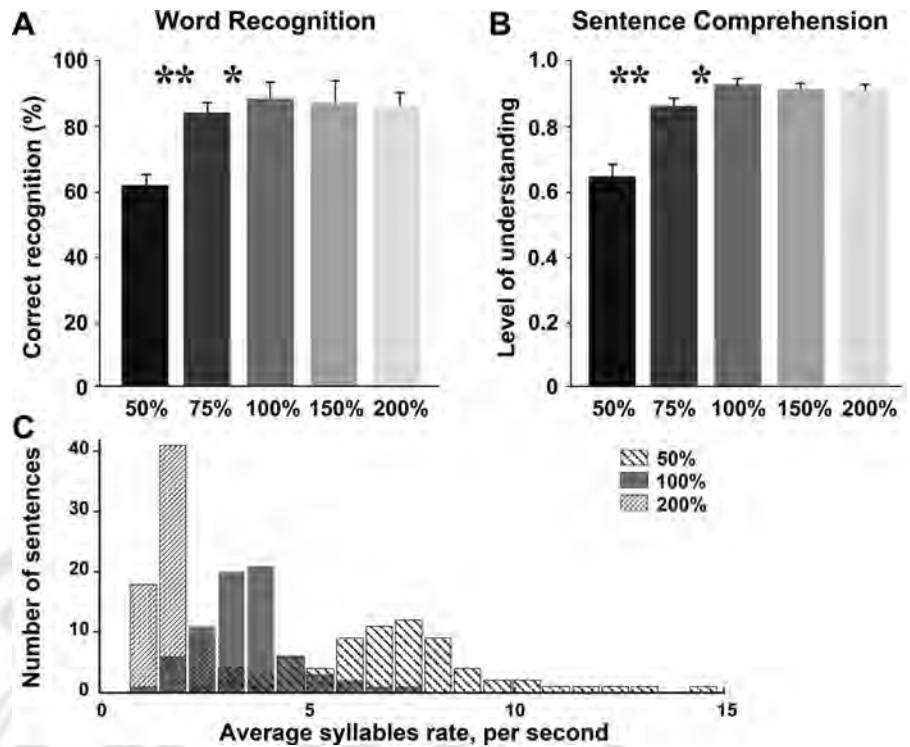 A Word Recognition
Correct recognition (%)
100
80
60
40
20
0
** *
50% 75% 100% 150% 200%
B Sentence Comprehension
Level of understanding
1.0
0.8
0.6
0.4
0.2
0
** *
50% 75% 100% 150% 200%
C
Number of sentences
40
30
20
10
0
50%
100%
200%
0 5 10 15
Average syllables rate, per second